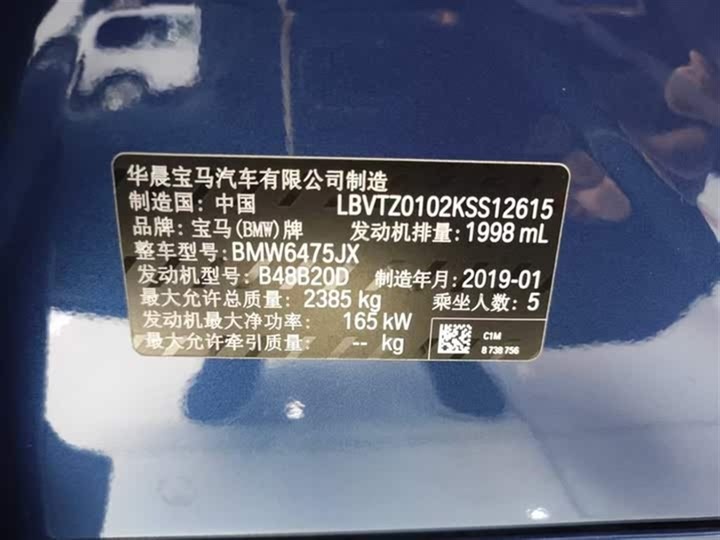 华晨宝马汽车有限公司制造
制造国: 中国 LBVTZ0102KSS12615
品牌: 宝马(BMW)牌 发动机排量: 1998 mL
整车型号: BMW6475JX
发动机型号: B48B20D 制造年月: 2019-01
最大允许总质量: 2385 kg 乘坐人数: 5
发动机最大净功率: 165 kW
最大允许牵引质量: -- kg
C1M
8 738 756